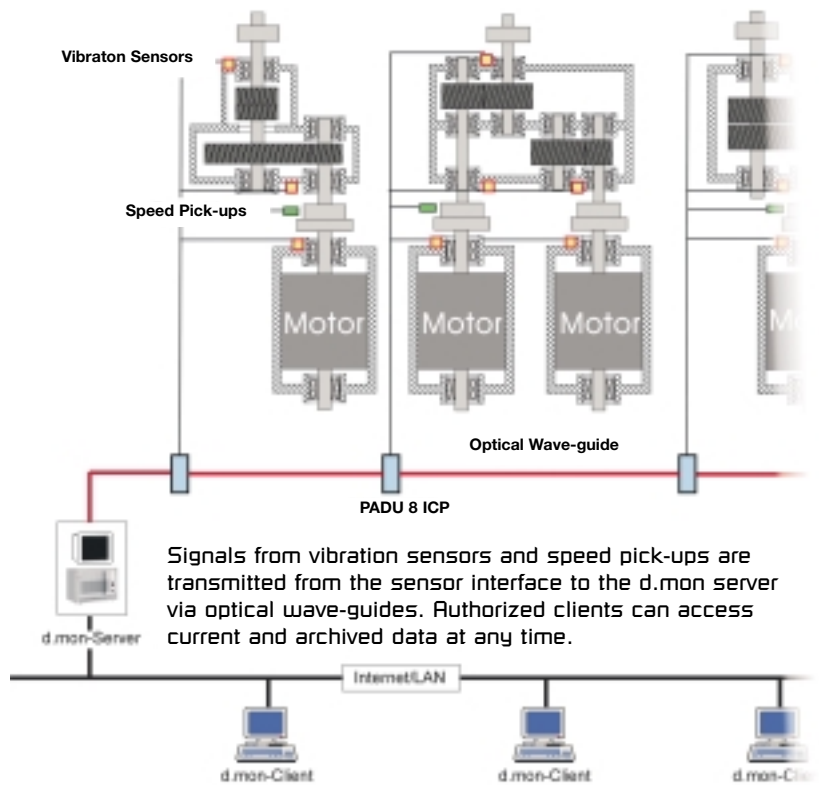 Vibraton Sensors
Speed Pick-ups
Motor
Motor
Motor
Optical Wave-guide
PADU 8 ICP
Signals from vibration sensors and speed pick-ups are
transmitted from the sensor interface to the d.mon server
via optical wave-guides. Authorized clients can access
current and archived data at any time.
d.mon-Server
Internet/LAN
d.mon-Client
d.mon-Client